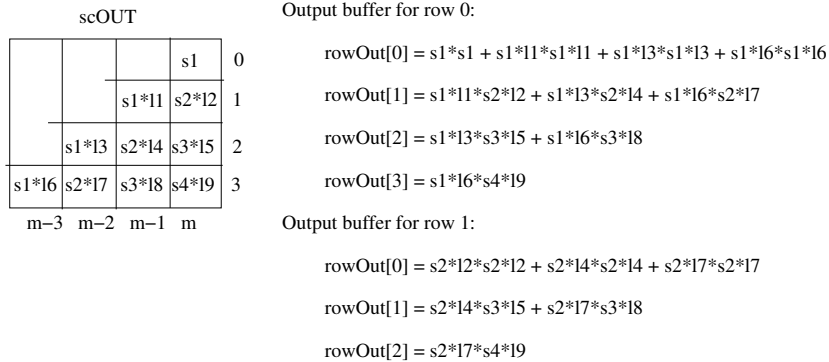 scOUT
s1 0
s1*l1 s2*l2 1
s1*l3 s2*l4 s3*l5 2
s1*l6 s2*l7 s3*l8 s4*l9 3
m−3 m−2 m−1 m
Output buffer for row 0:
rowOut[0] = s1*s1 + s1*l1*s1*l1 + s1*l3*s1*l3 + s1*l6*s1*l6
rowOut[1] = s1*l1*s2*l2 + s1*l3*s2*l4 + s1*l6*s2*l7
rowOut[2] = s1*l3*s3*l5 + s1*l6*s3*l8
rowOut[3] = s1*l6*s4*l9
Output buffer for row 1:
rowOut[0] = s2*l2*s2*l2 + s2*l4*s2*l4 + s2*l7*s2*l7
rowOut[1] = s2*l4*s3*l5 + s2*l7*s3*l8
rowOut[2] = s2*l7*s4*l9